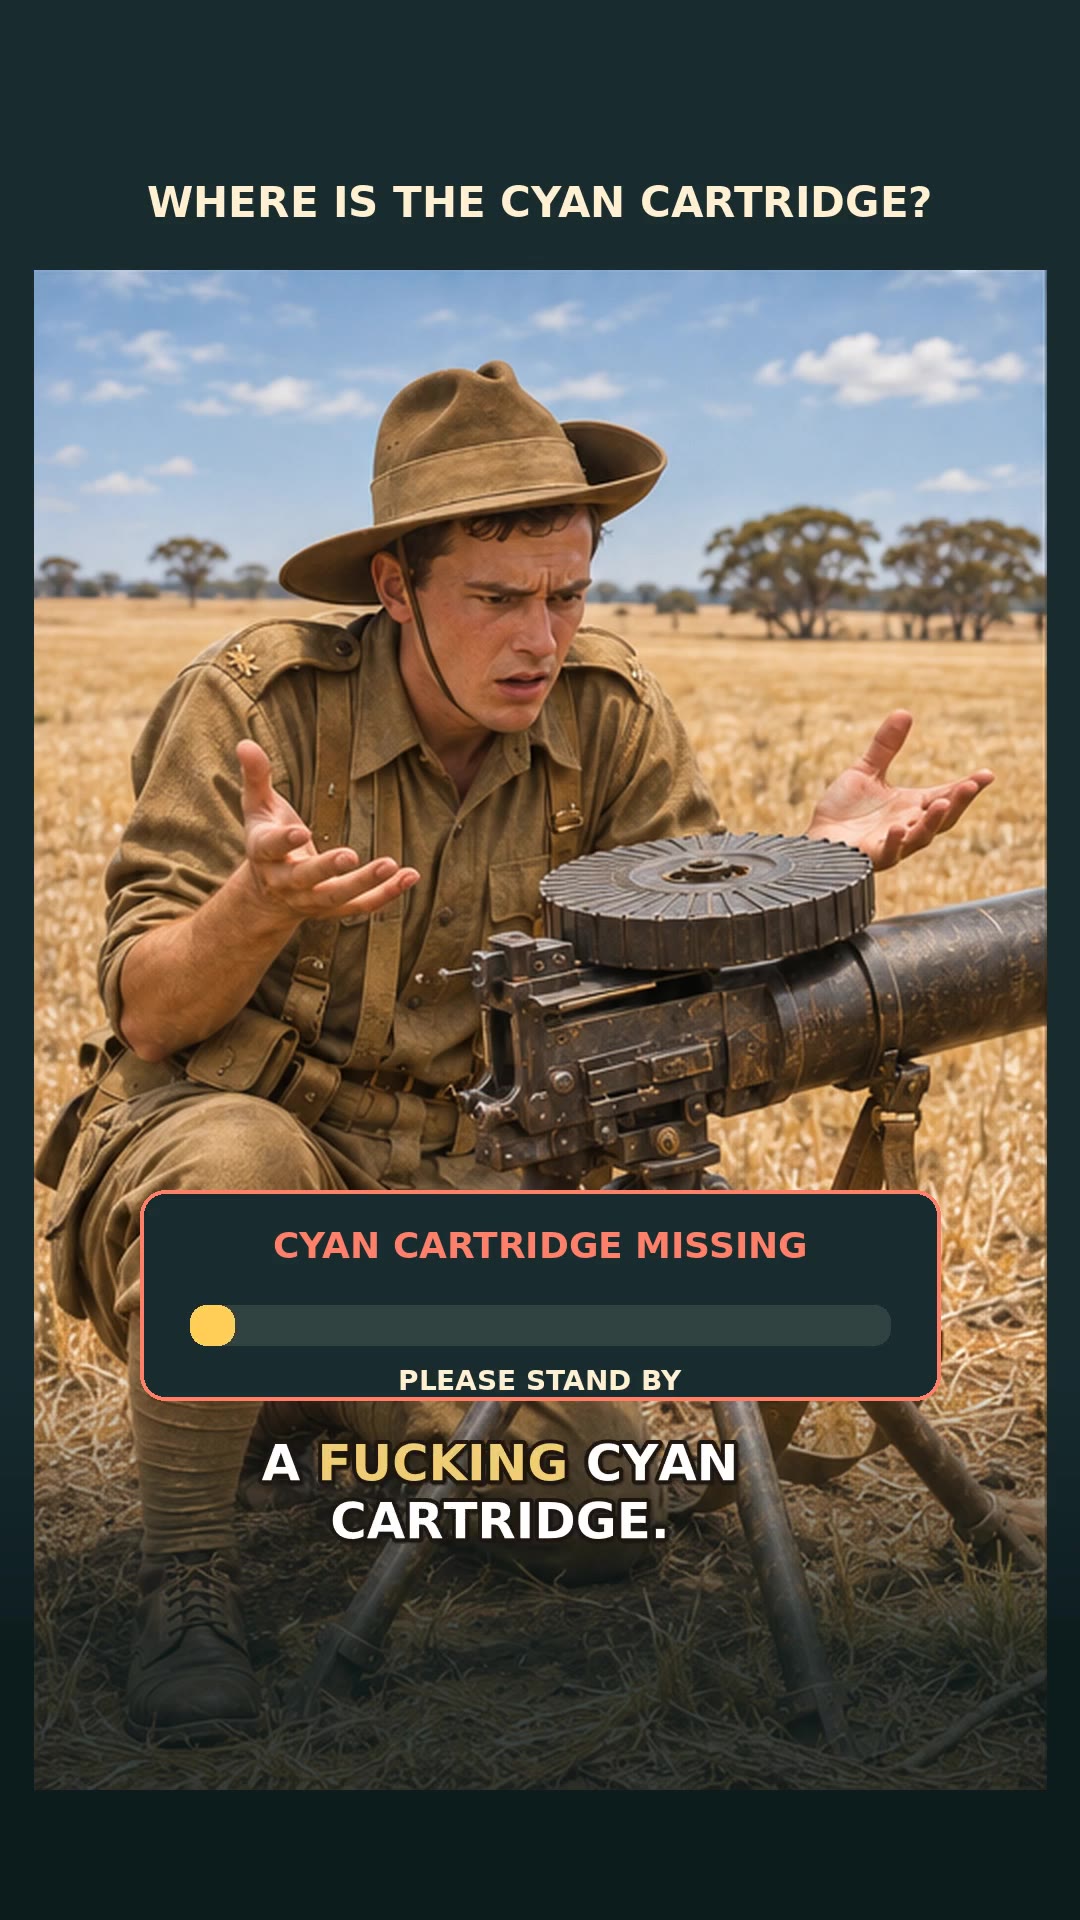 WHERE IS THE CYAN CARTRIDGE?
CYAN CARTRIDGE MISSING
PLEASE STAND BY
A FUCKING CYAN
CARTRIDGE.